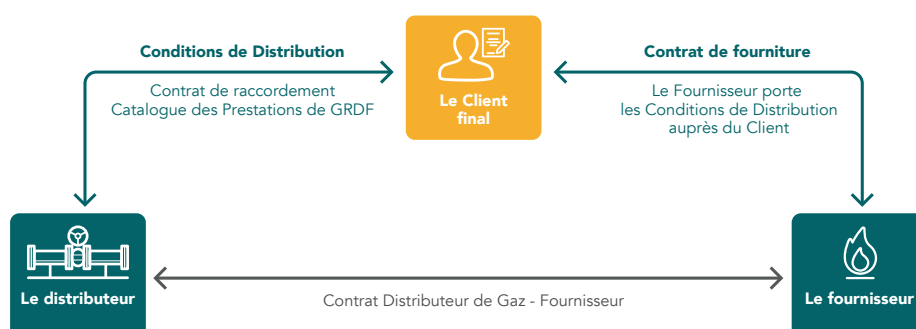 Conditions de Distribution
Contrat de raccordement
Catalogue des Prestations de GRDF
Le Client
final
Contrat de fourniture
Le Fournisseur porte
les Conditions de Distribution
auprès du Client
Le distributeur
Contrat Distributeur de Gaz - Fournisseur
Le fournisseur